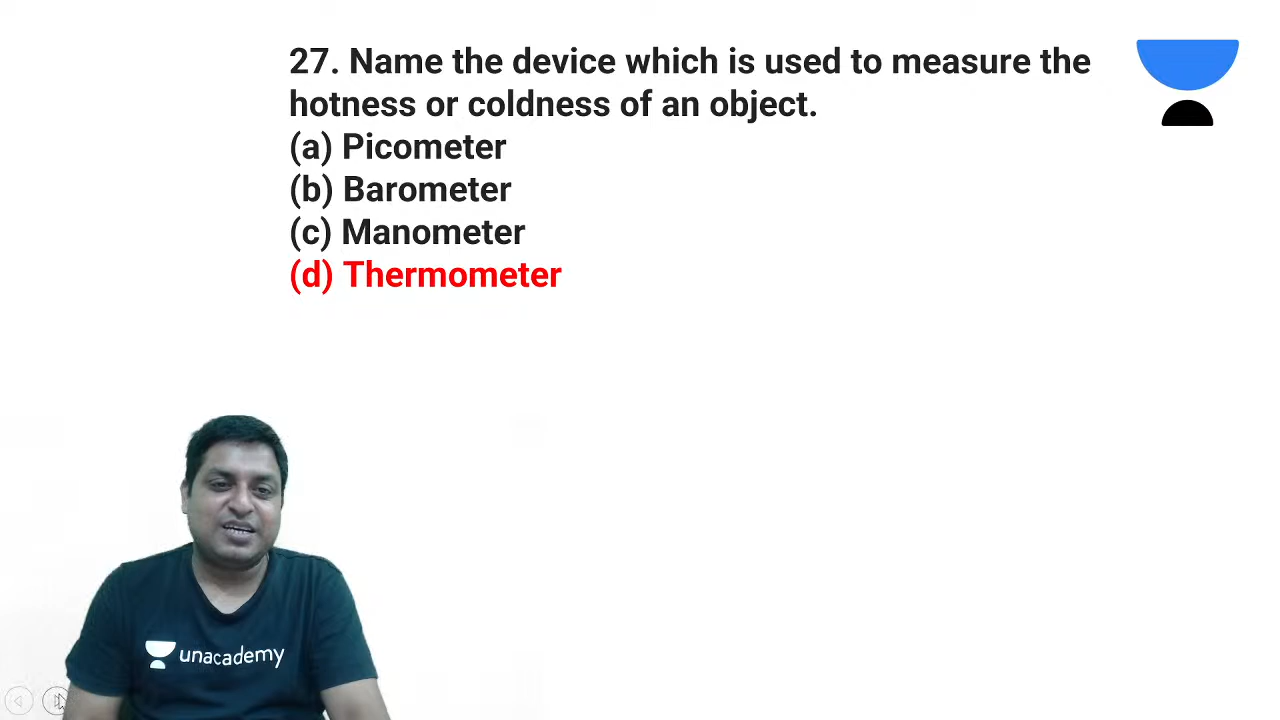 27. Name the device which is used to measure the
hotness or coldness of an object.
(a) Picometer
(b) Barometer
(c) Manometer
(d) Thermometer
unacademy